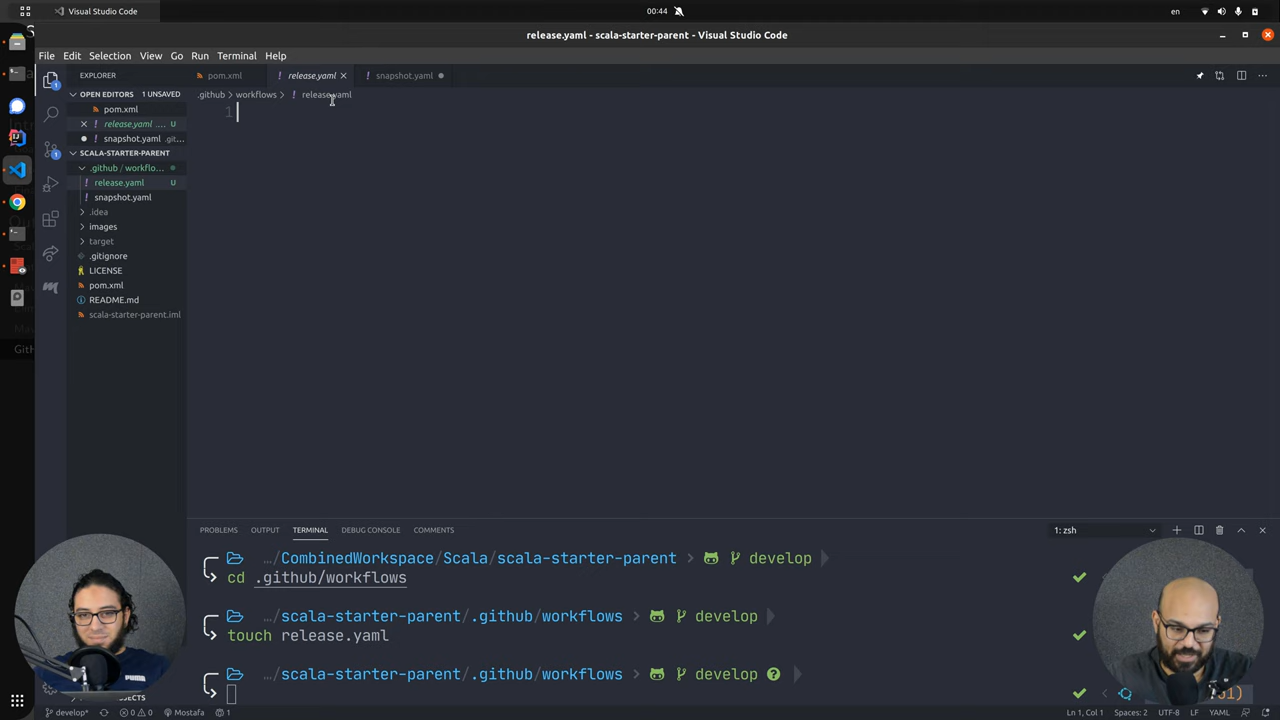 Visual Studio Code
00:44
en
release.yaml - scala-starter-parent - Visual Studio Code
File Edit Selection View Go Run Terminal Help
EXPLORER
pom.xml
release.yaml
snapshot.yaml
OPEN EDITORS 1 UNSAVED
.github > workflows > ! release.yaml
pom.xml
1
release.yaml .... U
snapshot.yaml .git...
SCALA-STARTER-PARENT
.github / workflo...
release.yaml U
snapshot.yaml
.idea
images
target
.gitignore
LICENSE
pom.xml
README.md
scala-starter-parent.iml
GitH
PROBLEMS OUTPUT TERMINAL DEBUG CONSOLE COMMENTS
1: zsh
.../CombinedWorkspace/Scala/scala-starter-parent > develop
cd .github/workflows
.../scala-starter-parent/.github/workflows > develop
touch release.yaml
.../scala-starter-parent/.github/workflows > develop ?
develop* 0 0 Mostafa 1
Ln 1, Col 1 Spaces: 2 UTF-8 LF YAML